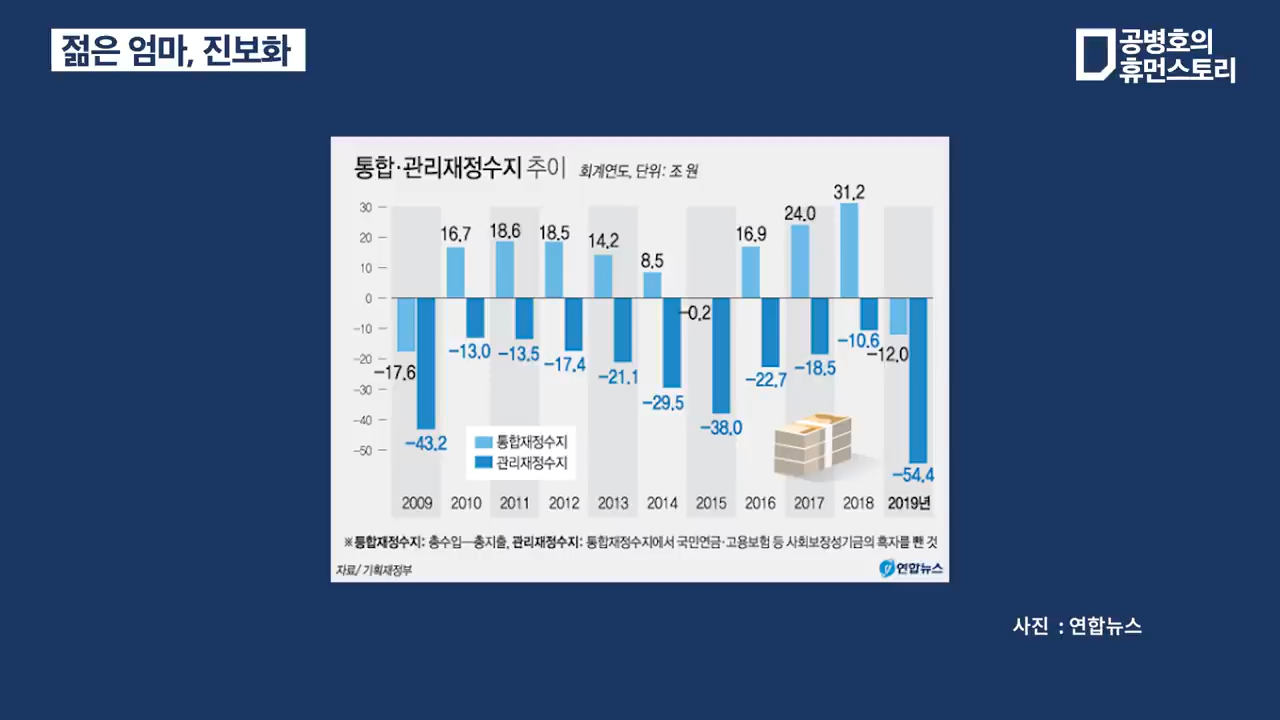 젊은 엄마, 진보화
공병호의
휴먼스토리
통합·관리재정수지 추이 회계연도, 단위: 조 원
30
20
10
0
-10
-20
-30
-40
-50
-17.6
-43.2
16.7
-13.0
18.6
-13.5
18.5
-17.4
14.2
-21.1
8.5
-29.5
-0.2
-38.0
16.9
-22.7
24.0
-18.5
31.2
-10.6
-12.0
-54.4
통합재정수지
관리재정수지
2009 2010 2011 2012 2013 2014 2015 2016 2017 2018 2019년
※통합재정수지: 총수입-총지출, 관리재정수지: 통합재정수지에서 국민연금·고용보험 등 사회보장성기금의 흑자를 뺀 것
자료/ 기획재정부
연합뉴스
사진 : 연합뉴스